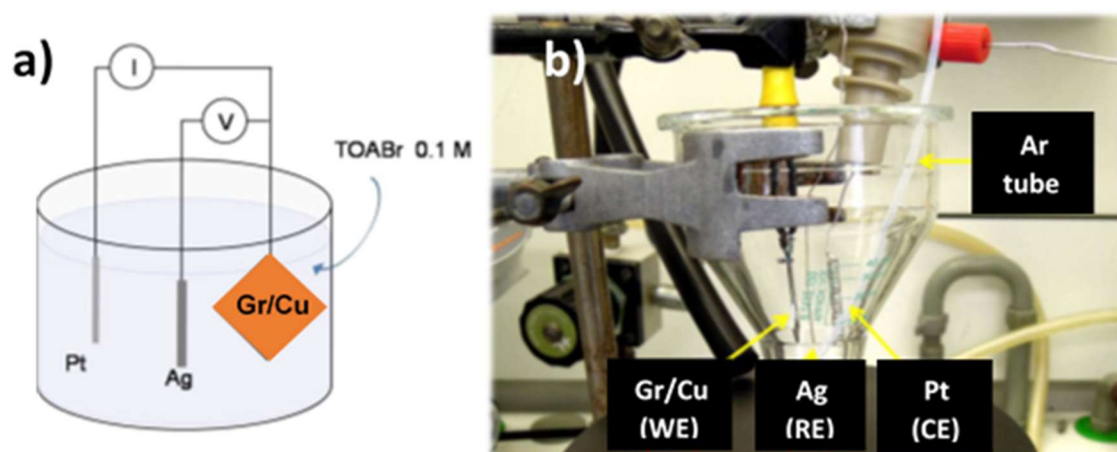 a)
I
V
TOABr 0.1 M
Gr/Cu
Pt
Ag
b)
Ar
tube
Gr/Cu
(WE)
Ag
(RE)
Pt
(CE)